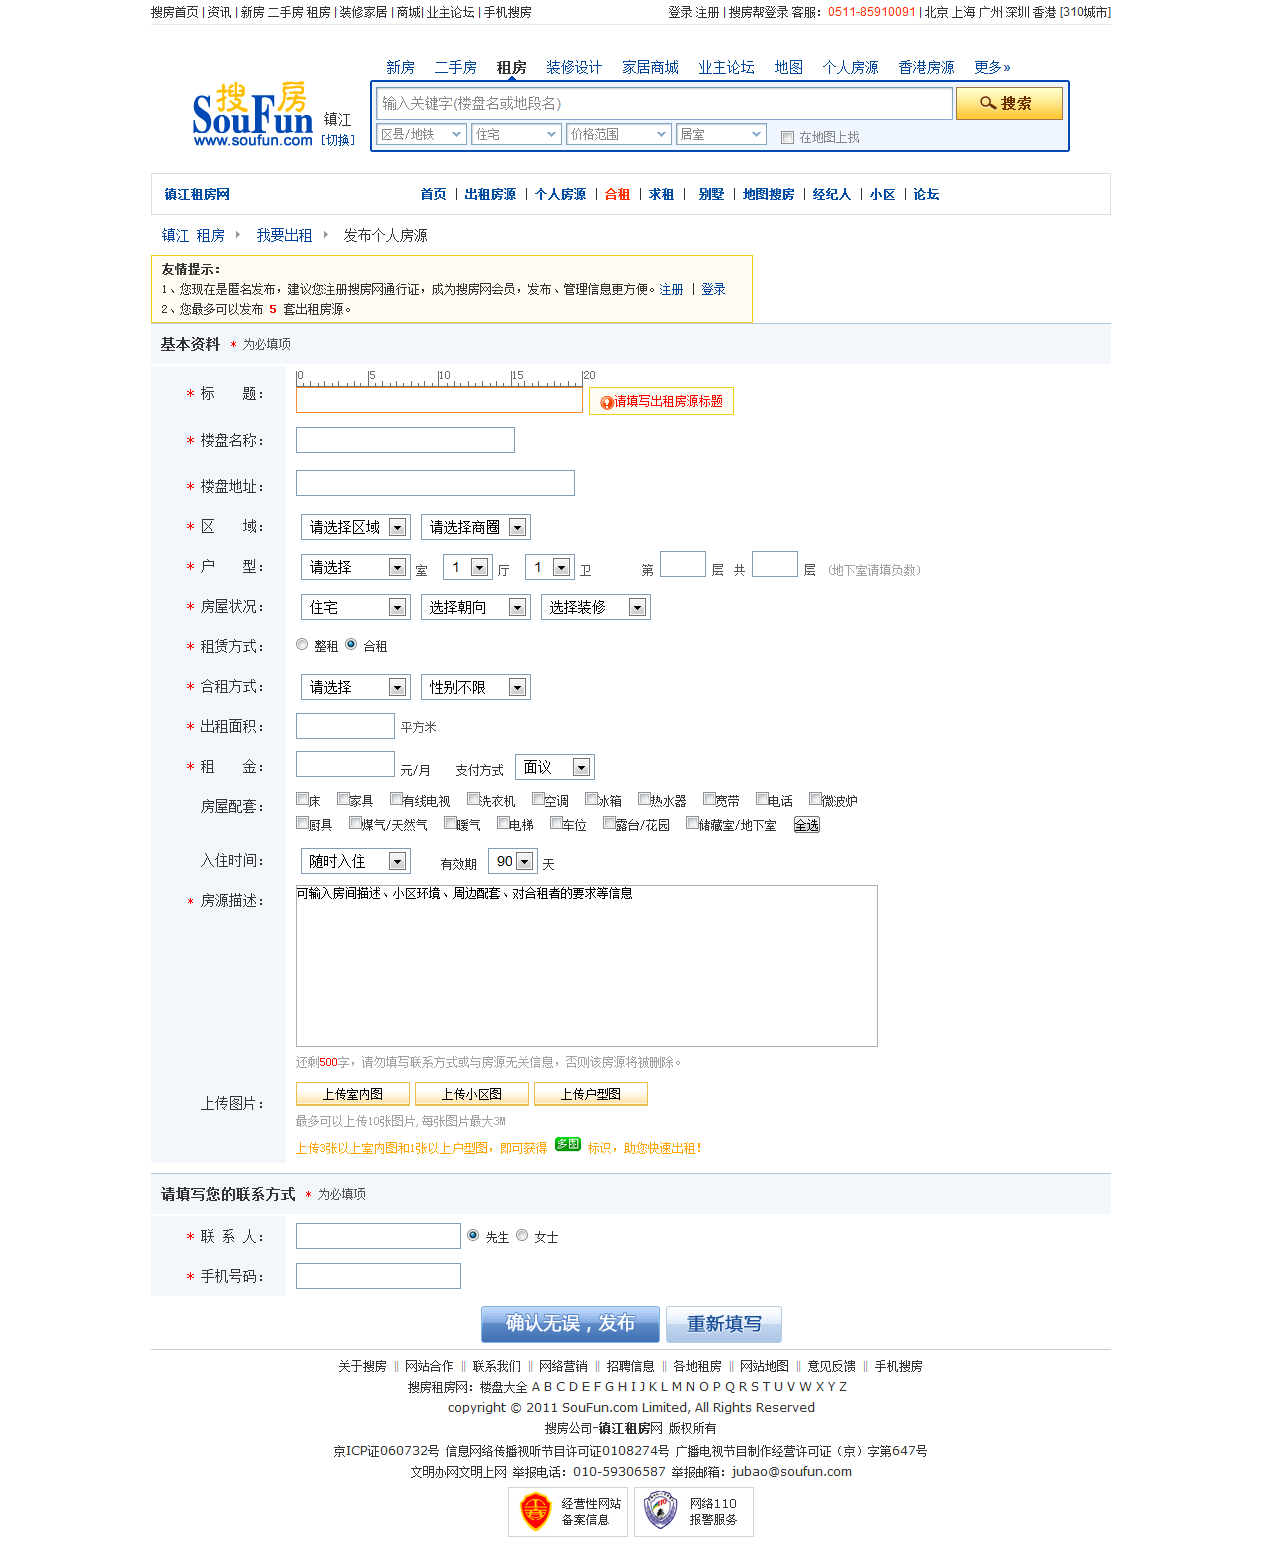 搜房首页 | 资讯 | 新房 二手房 租房 | 装修家居 | 商城| 业主论坛 | 手机搜房
登录 注册 | 搜房帮登录 客服：0511-85910091 | 北京 上海 广州 深圳 香港 [310城市]
新房 二手房 租房 装修设计 家居商城 业主论坛 地图 个人房源 香港房源 更多»
搜房
SouFun
www.soufun.com
镇江
[切换]
输入关键字(楼盘名或地段名)
搜索
区县/地铁 住宅 价格范围 居室 在地图上找
镇江租房网
首页 | 出租房源 | 个人房源 | 合租 | 求租 | 别墅 | 地图搜房 | 经纪人 | 小区 | 论坛
镇江 租房 我要出租 发布个人房源
友情提示：
1、您现在是匿名发布，建议您注册搜房网通行证，成为搜房网会员，发布、管理信息更方便。注册 | 登录
2、您最多可以发布 5 套出租房源。
基本资料 * 为必填项
0 5 10 15 20
* 标 题： 请填写出租房源标题
* 楼盘名称：
* 楼盘地址：
* 区 域： 请选择区域 请选择商圈
* 户 型： 请选择 室 1 厅 1 卫 第 层 共 层 (地下室请填负数)
* 房屋状况： 住宅 选择朝向 选择装修
* 租赁方式： 整租 合租
* 合租方式： 请选择 性别不限
* 出租面积： 平方米
* 租 金： 元/月 支付方式 面议
房屋配套： 床 家具 有线电视 洗衣机 空调 冰箱 热水器 宽带 电话 微波炉
厨具 煤气/天然气 暖气 电梯 车位 露台/花园 储藏室/地下室 全选
入住时间： 随时入住 有效期 90 天
* 房源描述： 可输入房间描述、小区环境、周边配套、对合租者的要求等信息
还剩500字，请勿填写联系方式或与房源无关信息，否则该房源将被删除。
上传图片： 上传室内图 上传小区图 上传户型图
最多可以上传10张图片, 每张图片最大3M
上传3张以上室内图和1张以上户型图，即可获得 多图 标识，助您快速出租！
请填写您的联系方式 * 为必填项
* 联 系 人： 先生 女士
* 手机号码：
确认无误，发布 重新填写
关于搜房 || 网站合作 || 联系我们 || 网络营销 || 招聘信息 || 各地租房 || 网站地图 || 意见反馈 || 手机搜房
搜房租房网：楼盘大全 A B C D E F G H I J K L M N O P Q R S T U V W X Y Z
copyright © 2011 SouFun.com Limited, All Rights Reserved
搜房公司-镇江租房网 版权所有
京ICP证060732号 信息网络传播视听节目许可证0108274号 广播电视节目制作经营许可证（京）字第647号
文明办网文明上网 举报电话：010-59306587 举报邮箱：jubao@soufun.com
经营性网站
备案信息
网络110
报警服务